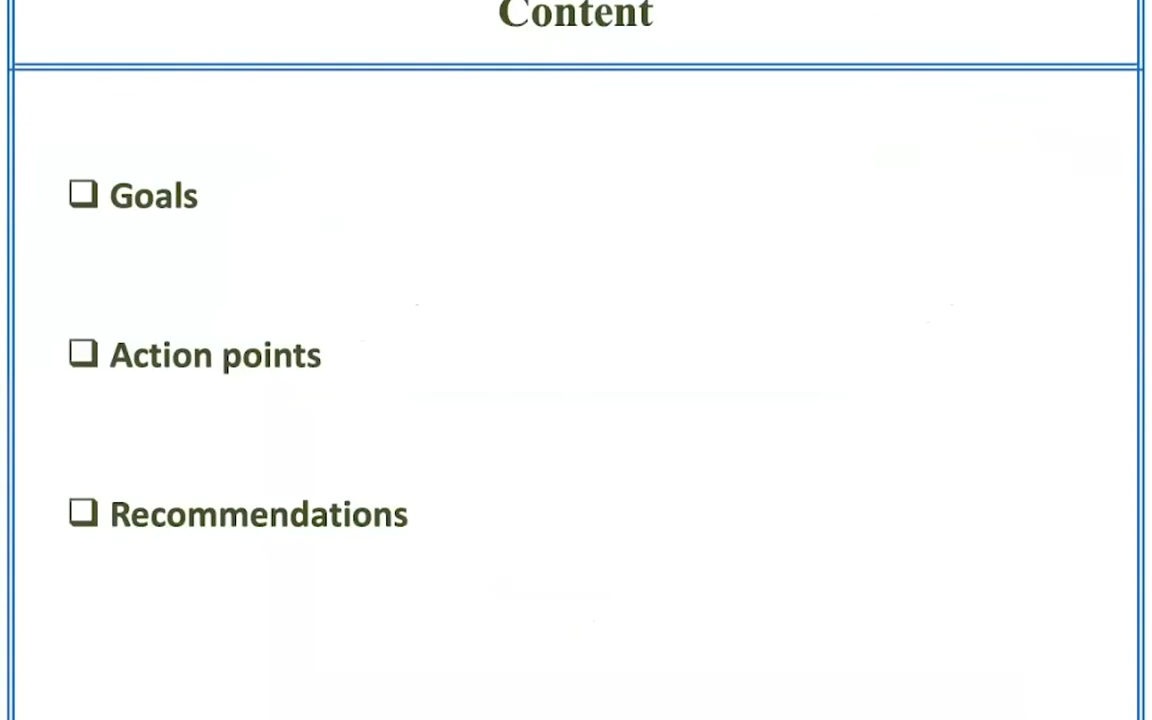 Content
❑ Goals
❑ Action points
❑ Recommendations